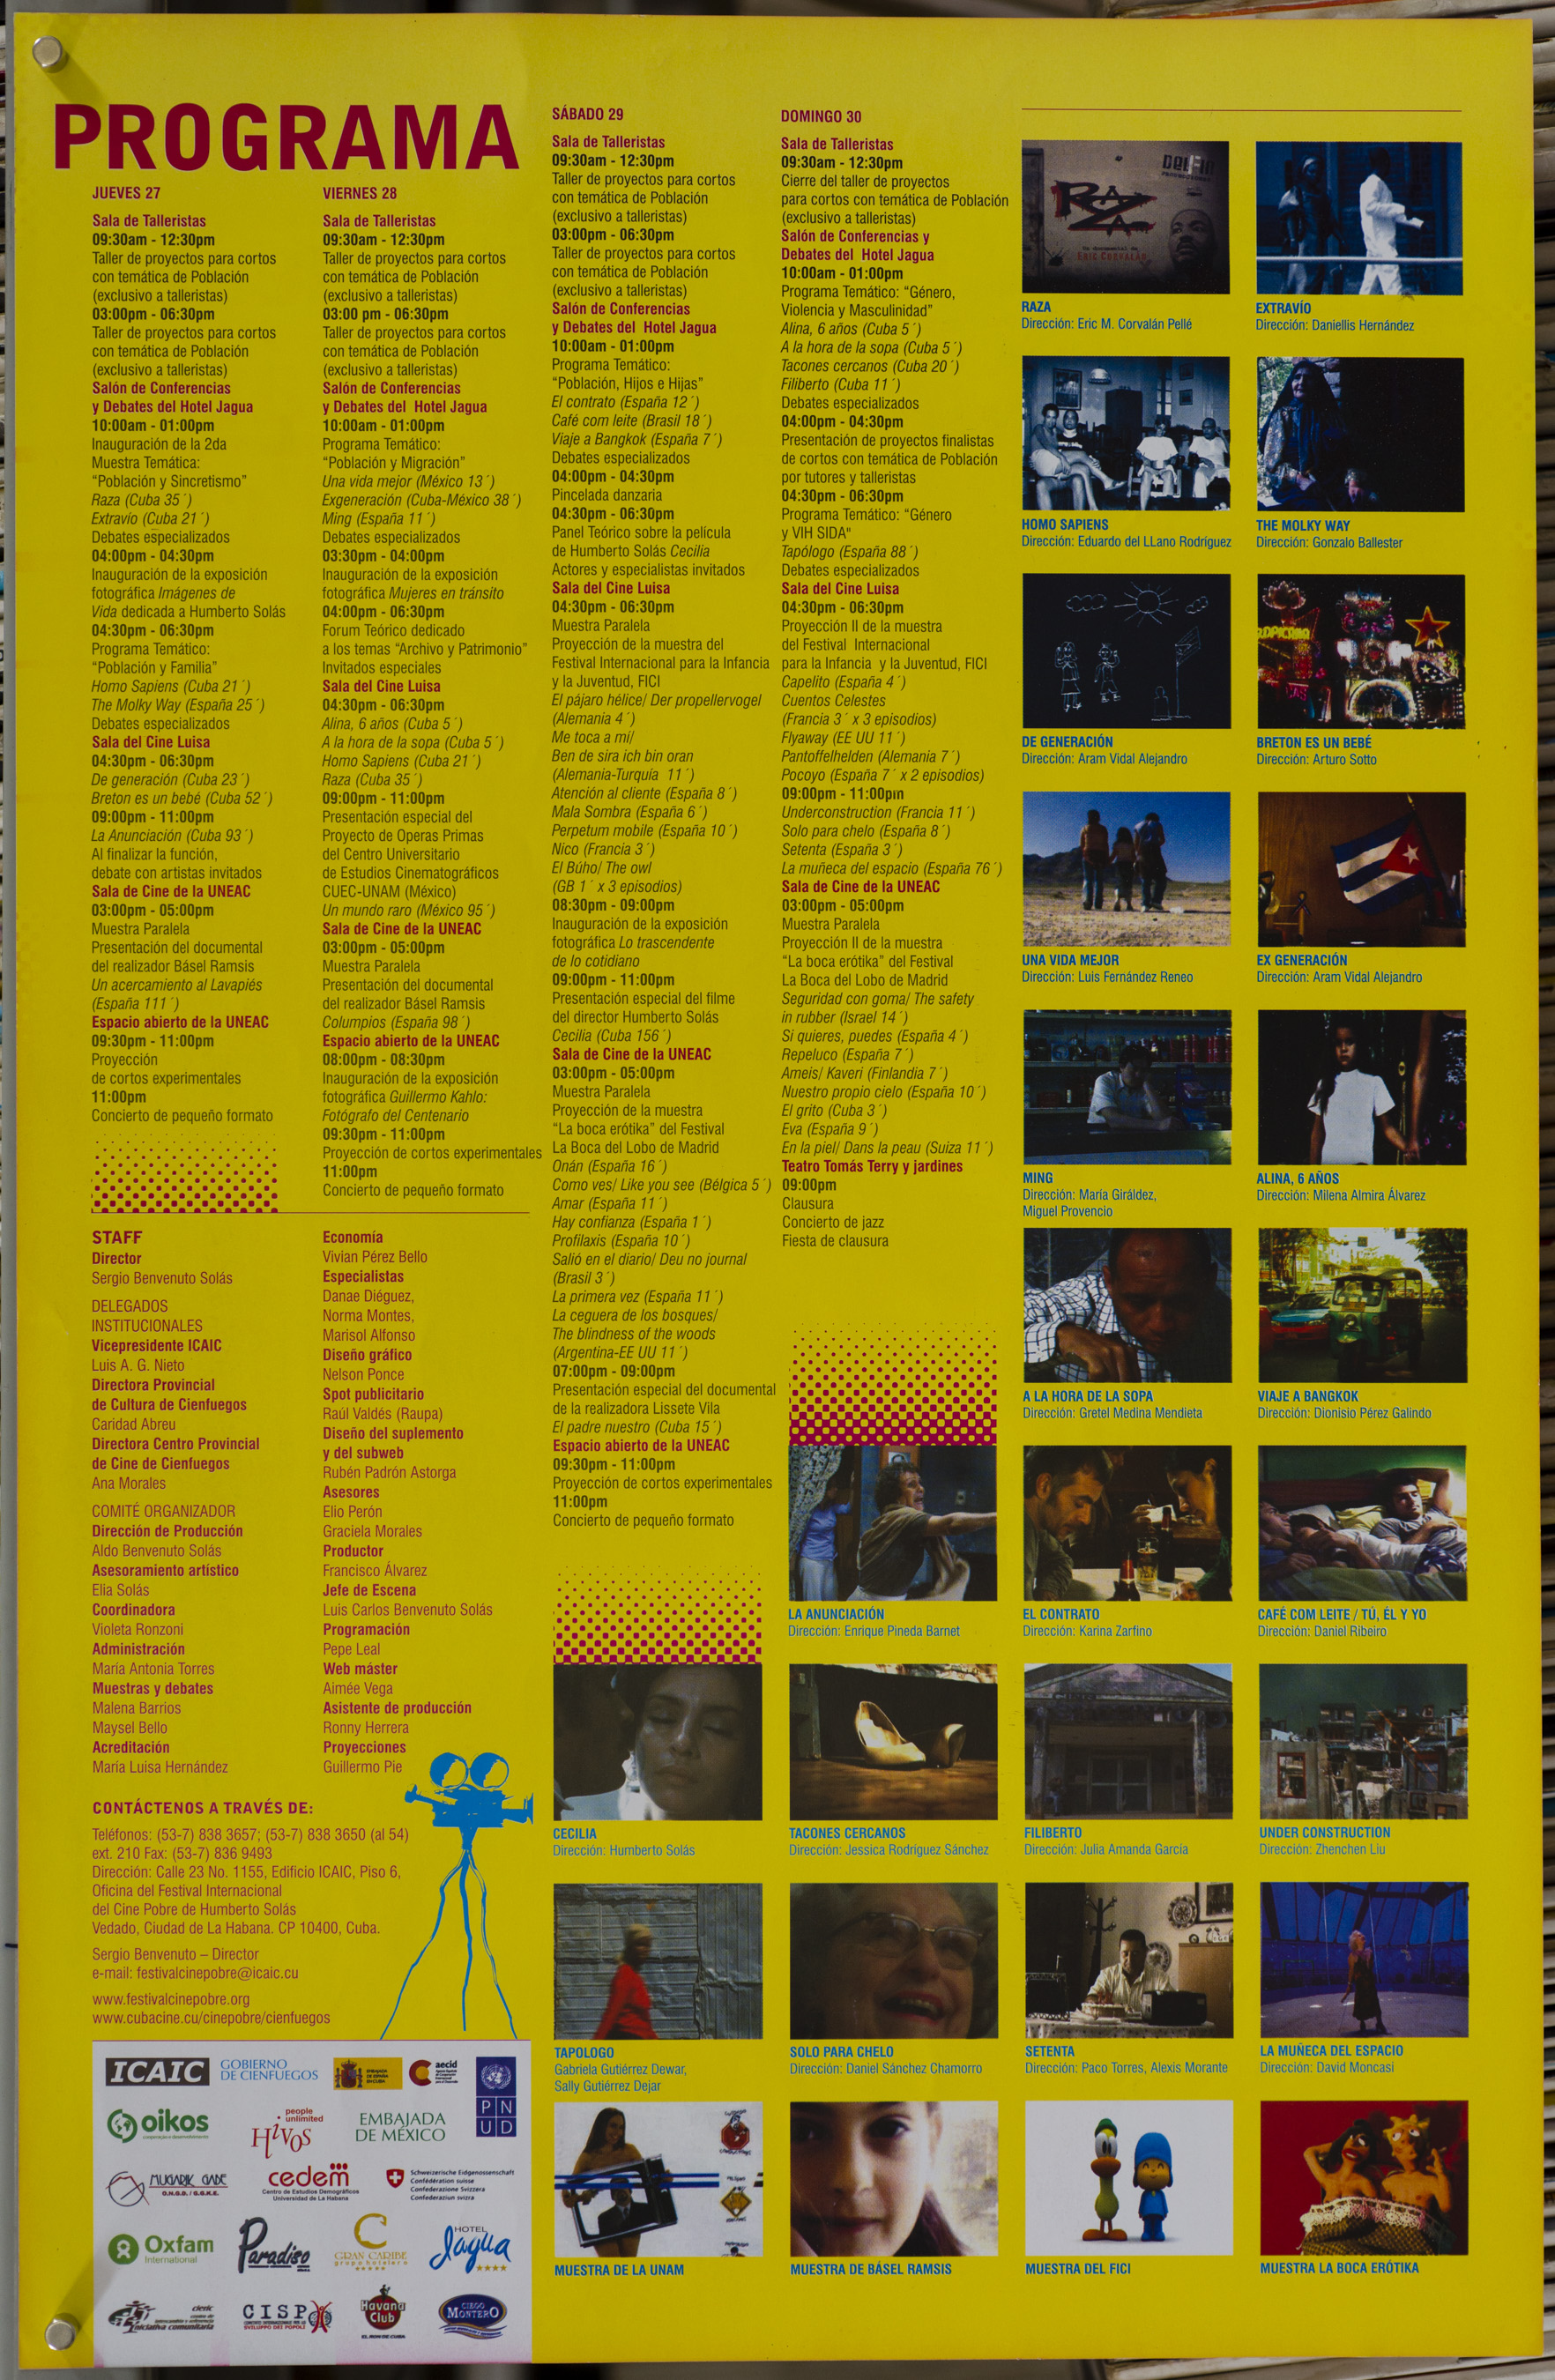 PROGRAMA
JUEVES 27
Sala de Talleristas
09:30am - 12:30pm
Taller de proyectos para cortos
con temática de Población
(exclusivo a talleristas)
03:00pm - 06:30pm
Taller de proyectos para cortos
con temática de Población
(exclusivo a talleristas)
Salón de Conferencias
y Debates del Hotel Jagua
10:00am - 01:00pm
Inauguración de la 2da
Muestra Temática:
“Población y Sincretismo”
Raza (Cuba 35´)
Extravío (Cuba 21´)
Debates especializados
04:00pm - 04:30pm
Inauguración de la exposición
fotográfica Imágenes de
Vida dedicada a Humberto Solás
04:30pm - 06:30pm
Programa Temático:
“Población y Familia”
Homo Sapiens (Cuba 21´)
The Molky Way (España 25´)
Debates especializados
Sala del Cine Luisa
04:30pm - 06:30pm
De generación (Cuba 23´)
Breton es un bebé (Cuba 52´)
09:00pm - 11:00pm
La Anunciación (Cuba 93´)
Al finalizar la función,
debate con artistas invitados
Sala de Cine de la UNEAC
03:00pm - 05:00pm
Muestra Paralela
Presentación del documental
del realizador Básel Ramsis
Un acercamiento al Lavapiés
(España 111´)
Espacio abierto de la UNEAC
09:30pm - 11:00pm
Proyección
de cortos experimentales
11:00pm
Concierto de pequeño formato
VIERNES 28
Sala de Talleristas
09:30am - 12:30pm
Taller de proyectos para cortos
con temática de Población
(exclusivo a talleristas)
03:00 pm - 06:30pm
Taller de proyectos para cortos
con temática de Población
(exclusivo a talleristas)
Salón de Conferencias
y Debates del Hotel Jagua
10:00am - 01:00pm
Programa Temático:
“Población y Migración”
Una vida mejor (México 13´)
Exgeneración (Cuba-México 38´)
Ming (España 11´)
Debates especializados
03:30pm - 04:00pm
Inauguración de la exposición
fotográfica Mujeres en tránsito
04:00pm - 06:30pm
Forum Teórico dedicado
a los temas “Archivo y Patrimonio”
Invitados especiales
Sala del Cine Luisa
04:30pm - 06:30pm
Alina, 6 años (Cuba 5´)
A la hora de la sopa (Cuba 5´)
Homo Sapiens (Cuba 21´)
Raza (Cuba 35´)
09:00pm - 11:00pm
Presentación especial del
Proyecto de Operas Primas
del Centro Universitario
de Estudios Cinematográficos
CUEC-UNAM (México)
Un mundo raro (México 95´)
Sala de Cine de la UNEAC
03:00pm - 05:00pm
Muestra Paralela
Presentación del documental
del realizador Básel Ramsis
Columpios (España 98´)
Espacio abierto de la UNEAC
08:00pm - 08:30pm
Inauguración de la exposición
fotográfica Guillermo Kahlo:
Fotógrafo del Centenario
09:30pm - 11:00pm
Proyección de cortos experimentales
11:00pm
Concierto de pequeño formato
SÁBADO 29
Sala de Talleristas
09:30am - 12:30pm
Taller de proyectos para cortos
con temática de Población
(exclusivo a talleristas)
03:00pm - 06:30pm
Taller de proyectos para cortos
con temática de Población
(exclusivo a talleristas)
Salón de Conferencias
y Debates del Hotel Jagua
10:00am - 01:00pm
Programa Temático:
“Población, Hijos e Hijas”
El contrato (España 12´)
Café com leite (Brasil 18´)
Viaje a Bangkok (España 7´)
Debates especializados
04:00pm - 04:30pm
Pincelada danzaria
04:30pm - 06:30pm
Panel Teórico sobre la película
de Humberto Solás Cecilia
Actores y especialistas invitados
Sala del Cine Luisa
04:30pm - 06:30pm
Muestra Paralela
Proyección de la muestra del
Festival Internacional para la Infancia
y la Juventud, FICI
El pájaro hélice/ Der propellervogel
(Alemania 4´)
Me toca a mí/
Ben de sira ich bin oran
(Alemania-Turquía 11´)
Atención al cliente (España 8´)
Mala Sombra (España 6´)
Perpetum mobile (España 10´)
Nico (Francia 3´)
El Búho/ The owl
(GB 1´ x 3 episodios)
08:30pm - 09:00pm
Inauguración de la exposición
fotográfica Lo trascendente
de lo cotidiano
09:00pm - 11:00pm
Presentación especial del filme
del director Humberto Solás
Cecilia (Cuba 156´)
Sala de Cine de la UNEAC
03:00pm - 05:00pm
Muestra Paralela
Proyección de la muestra
“La boca erótika” del Festival
La Boca del Lobo de Madrid
Onán (España 16´)
Como ves/ Like you see (Bélgica 5´)
Amar (España 11´)
Hay confianza (España 1´)
Profilaxis (España 10´)
Salió en el diario/ Deu no journal
(Brasil 3´)
La primera vez (España 11´)
La ceguera de los bosques/
The blindness of the woods
(Argentina-EE UU 11´)
07:00pm - 09:00pm
Presentación especial del documental
de la realizadora Lissete Vila
El padre nuestro (Cuba 15´)
Espacio abierto de la UNEAC
09:30pm - 11:00pm
Proyección de cortos experimentales
11:00pm
Concierto de pequeño formato
DOMINGO 30
Sala de Talleristas
09:30am - 12:30pm
Cierre del taller de proyectos
para cortos con temática de Población
(exclusivo a talleristas)
Salón de Conferencias y
Debates del Hotel Jagua
10:00am - 01:00pm
Programa Temático: “Género,
Violencia y Masculinidad”
Alina, 6 años (Cuba 5´)
A la hora de la sopa (Cuba 5´)
Tacones cercanos (Cuba 20´)
Filiberto (Cuba 11´)
Debates especializados
04:00pm - 04:30pm
Presentación de proyectos finalistas
de cortos con temática de Población
por tutores y talleristas
04:30pm - 06:30pm
Programa Temático: “Género
y VIH SIDA"
Tapólogo (España 88´)
Debates especializados
Sala del Cine Luisa
04:30pm - 06:30pm
Proyección II de la muestra
del Festival Internacional
para la Infancia y la Juventud, FICI
Capelito (España 4´)
Cuentos Celestes
(Francia 3´ x 3 episodios)
Flyaway (EE UU 11´)
Pantoffelhelden (Alemania 7´)
Pocoyo (España 7´ x 2 episodios)
09:00pm - 11:00pm
Underconstruction (Francia 11´)
Solo para chelo (España 8´)
Setenta (España 3´)
La muñeca del espacio (España 76´)
Sala de Cine de la UNEAC
03:00pm - 05:00pm
Muestra Paralela
Proyección II de la muestra
“La boca erótika” del Festival
La Boca del Lobo de Madrid
Seguridad con goma/ The safety
in rubber (Israel 14´)
Si quieres, puedes (España 4´)
Repeluco (España 7´)
Ameis/ Kaveri (Finlandia 7´)
Nuestro propio cielo (España 10´)
El grito (Cuba 3´)
Eva (España 9´)
En la piel/ Dans la peau (Suiza 11´)
Teatro Tomás Terry y jardines
09:00pm
Clausura
Concierto de jazz
Fiesta de clausura
STAFF
Director
Sergio Benvenuto Solás
DELEGADOS
INSTITUCIONALES
Vicepresidente ICAIC
Luis A. G. Nieto
Directora Provincial
de Cultura de Cienfuegos
Caridad Abreu
Directora Centro Provincial
de Cine de Cienfuegos
Ana Morales
COMITÉ ORGANIZADOR
Dirección de Producción
Aldo Benvenuto Solás
Asesoramiento artístico
Elia Solás
Coordinadora
Violeta Ronzoni
Administración
María Antonia Torres
Muestras y debates
Malena Barrios
Maysel Bello
Acreditación
María Luisa Hernández
Economía
Vivian Pérez Bello
Especialistas
Danae Diéguez,
Norma Montes,
Marisol Alfonso
Diseño gráfico
Nelson Ponce
Spot publicitario
Raúl Valdés (Raupa)
Diseño del suplemento
y del subweb
Rubén Padrón Astorga
Asesores
Elio Perón
Graciela Morales
Productor
Francisco Álvarez
Jefe de Escena
Luis Carlos Benvenuto Solás
Programación
Pepe Leal
Web máster
Aimée Vega
Asistente de producción
Ronny Herrera
Proyecciones
Guillermo Pie
CONTÁCTENOS A TRAVÉS DE:
Teléfonos: (53-7) 838 3657; (53-7) 838 3650 (al 54)
ext. 210 Fax: (53-7) 836 9493
Dirección: Calle 23 No. 1155, Edificio ICAIC, Piso 6,
Oficina del Festival Internacional
del Cine Pobre de Humberto Solás
Vedado, Ciudad de La Habana. CP 10400, Cuba.
Sergio Benvenuto – Director
e-mail: festivalcinepobre@icaic.cu
www.festivalcinepobre.org
www.cubacine.cu/cinepobre/cienfuegos
ICAIC
GOBIERNO
DE CIENFUEGOS
EMBAJADA
DE ESPAÑA
EN CUBA
aecid
PN
UD
oikos
cooperação e desenvolvimento
people
unlimited
Hivos
EMBAJADA
DE MÉXICO
MUGARIK GABE
O.N.G.D. / G.G.K.E.
cedem
Centro de Estudios Demográficos
Universidad de La Habana
Schweizerische Eidgenossenschaft
Confédération suisse
Confederazione Svizzera
Confederaziun svizra
Oxfam
International
Paradiso
GRAN CARIBE
grupo hotelero
HOTEL
Jagua
cieric
iniciativa comunitaria
CISP
SVILUPPO DEI POPOLI
Havana
Club
EL RON DE CUBA
CIEGO
MONTERO
DELFIN
RAZA
Un documental de
ERIC CORVALÁN
RAZA
Dirección: Eric M. Corvalán Pellé
EXTRAVÍO
Dirección: Daniellis Hernández
HOMO SAPIENS
Dirección: Eduardo del LLano Rodríguez
THE MOLKY WAY
Dirección: Gonzalo Ballester
DE GENERACIÓN
Dirección: Aram Vidal Alejandro
TROPICANA
BRETON ES UN BEBÉ
Dirección: Arturo Sotto
UNA VIDA MEJOR
Dirección: Luis Fernández Reneo
EX GENERACIÓN
Dirección: Aram Vidal Alejandro
MING
Dirección: María Giráldez,
Miguel Provencio
ALINA, 6 AÑOS
Dirección: Milena Almira Álvarez
A LA HORA DE LA SOPA
Dirección: Gretel Medina Mendieta
VIAJE A BANGKOK
Dirección: Dionisio Pérez Galindo
LA ANUNCIACIÓN
Dirección: Enrique Pineda Barnet
EL CONTRATO
Dirección: Karina Zarfino
CAFÉ COM LEITE / TÚ, ÉL Y YO
Dirección: Daniel Ribeiro
CECILIA
Dirección: Humberto Solás
TACONES CERCANOS
Dirección: Jessica Rodríguez Sánchez
FILIBERTO
Dirección: Julia Amanda García
UNDER CONSTRUCTION
Dirección: Zhenchen Liu
TAPOLOGO
Gabriela Gutiérrez Dewar,
Sally Gutiérrez Dejar
SOLO PARA CHELO
Dirección: Daniel Sánchez Chamorro
SETENTA
Dirección: Paco Torres, Alexis Morante
LA MUÑECA DEL ESPACIO
Dirección: David Moncasi
MUESTRA DE LA UNAM
MUESTRA DE BÁSEL RAMSIS
MUESTRA DEL FICI
MUESTRA LA BOCA ERÓTIKA